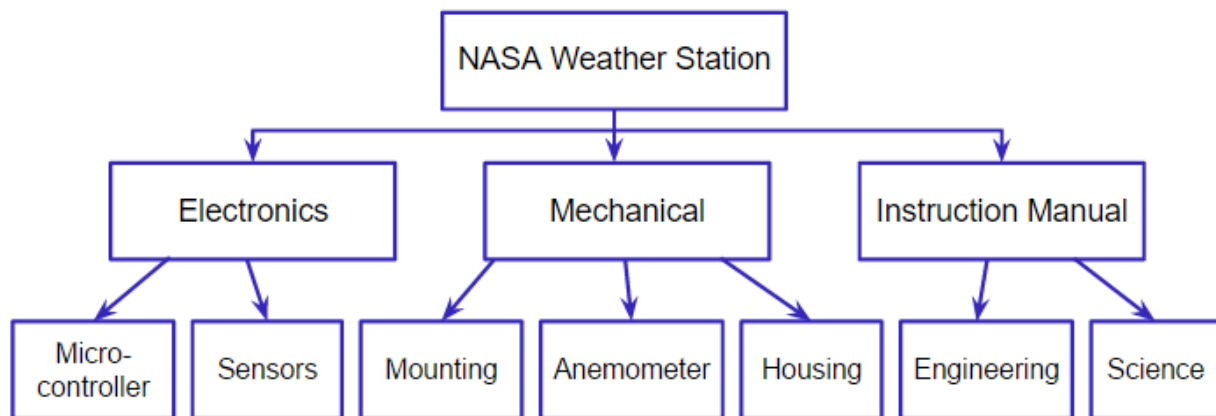 NASA Weather Station
Electronics
Mechanical
Instruction Manual
Micro-
controller
Sensors
Mounting
Anemometer
Housing
Engineering
Science